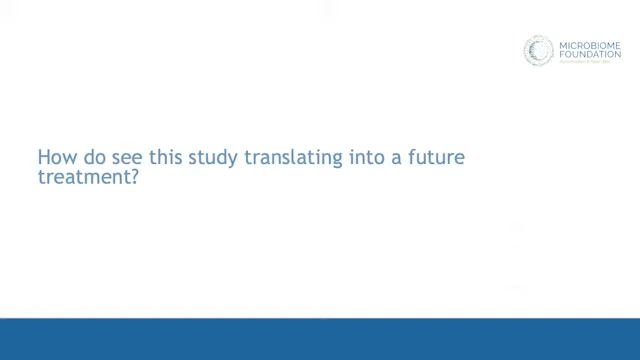 MICROBIOME
FOUNDATION
How do see this study translating into a future
treatment?